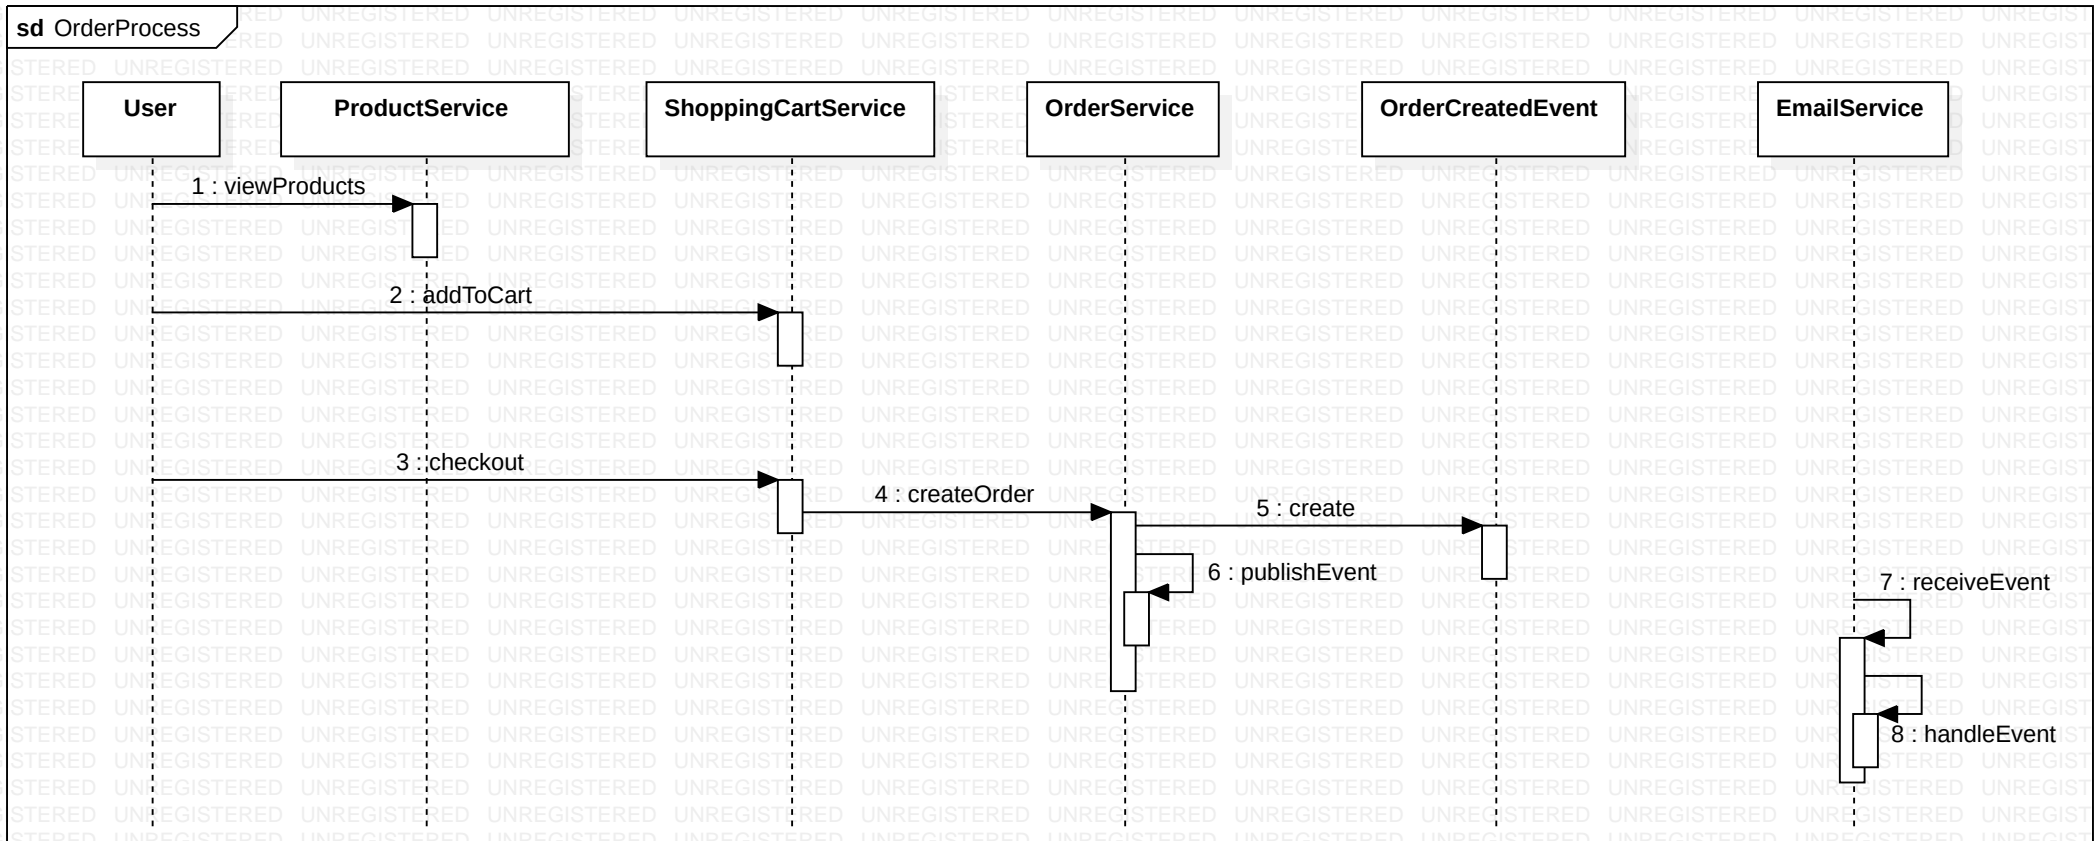 sd OrderProcess
User
ProductService
ShoppingCartService
OrderService
OrderCreatedEvent
EmailService
1 : viewProducts
2 : addToCart
3 : checkout
4 : createOrder
5 : create
6 : publishEvent
7 : receiveEvent
8 : handleEvent
UNREGISTERED